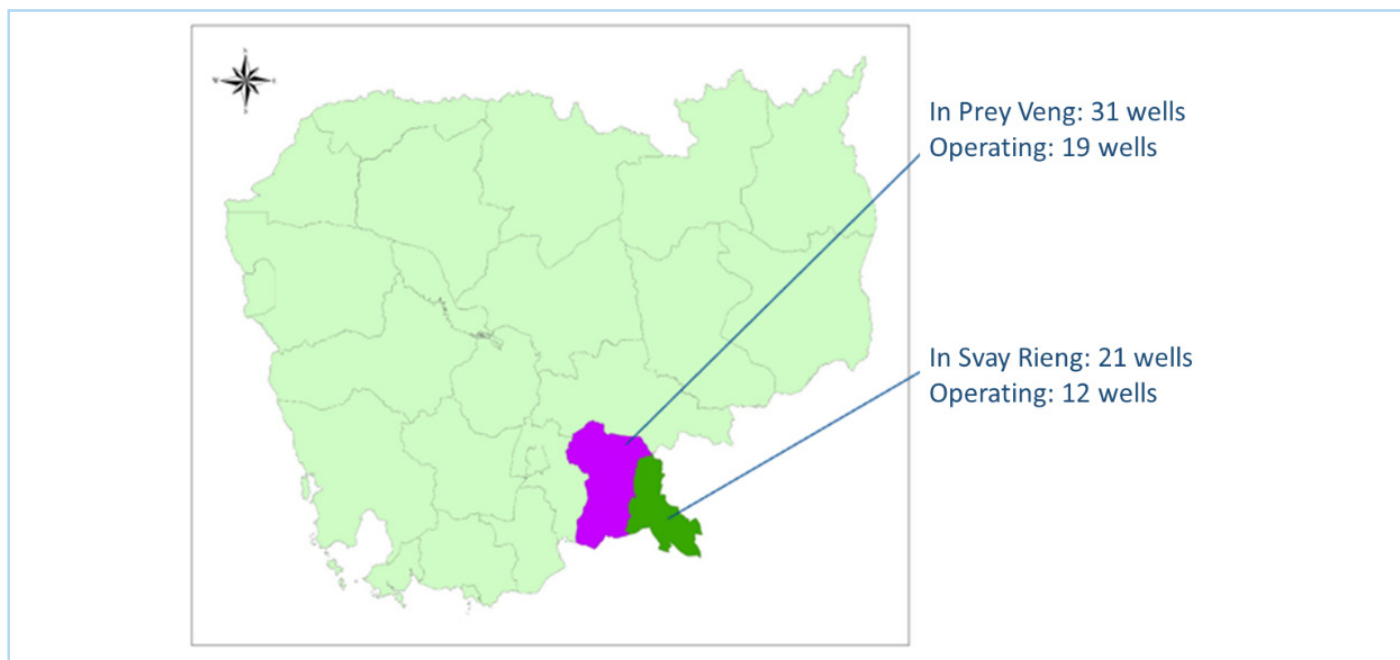 In Prey Veng: 31 wells
Operating: 19 wells
In Svay Rieng: 21 wells
Operating: 12 wells